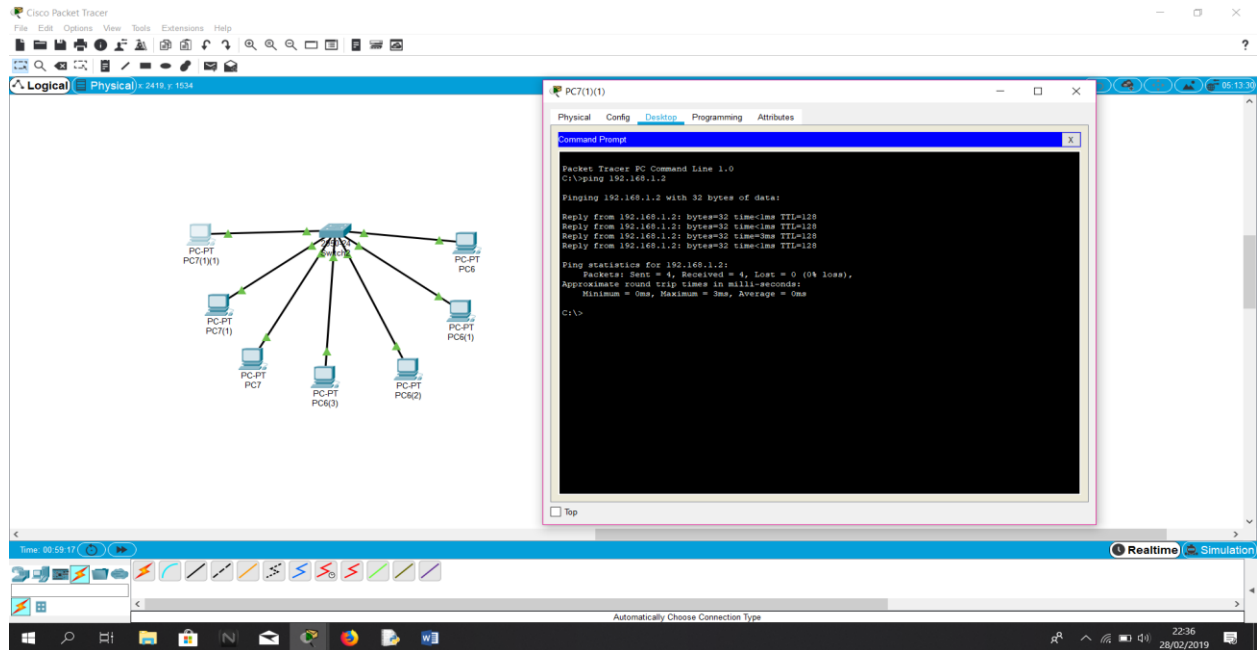 Cisco Packet Tracer
File Edit Options View Tools Extensions Help
?
Logical Physical x: 2419, y: 1534
05:13:30
PC-PT
PC7(1)(1)
2950-24
Switch2
PC-PT
PC6
PC-PT
PC7(1)
PC-PT
PC6(1)
PC-PT
PC7
PC-PT
PC6(3)
PC-PT
PC6(2)
PC7(1)(1)
Physical Config Desktop Programming Attributes
Command Prompt X
Packet Tracer PC Command Line 1.0
C:\>ping 192.168.1.2
Pinging 192.168.1.2 with 32 bytes of data:
Reply from 192.168.1.2: bytes=32 time<1ms TTL=128
Reply from 192.168.1.2: bytes=32 time<1ms TTL=128
Reply from 192.168.1.2: bytes=32 time=3ms TTL=128
Reply from 192.168.1.2: bytes=32 time<1ms TTL=128
Ping statistics for 192.168.1.2:
Packets: Sent = 4, Received = 4, Lost = 0 (0% loss),
Approximate round trip times in milli-seconds:
Minimum = 0ms, Maximum = 3ms, Average = 0ms
C:\>
Top
Time: 00:59:17
Realtime Simulation
Automatically Choose Connection Type
22:36
28/02/2019